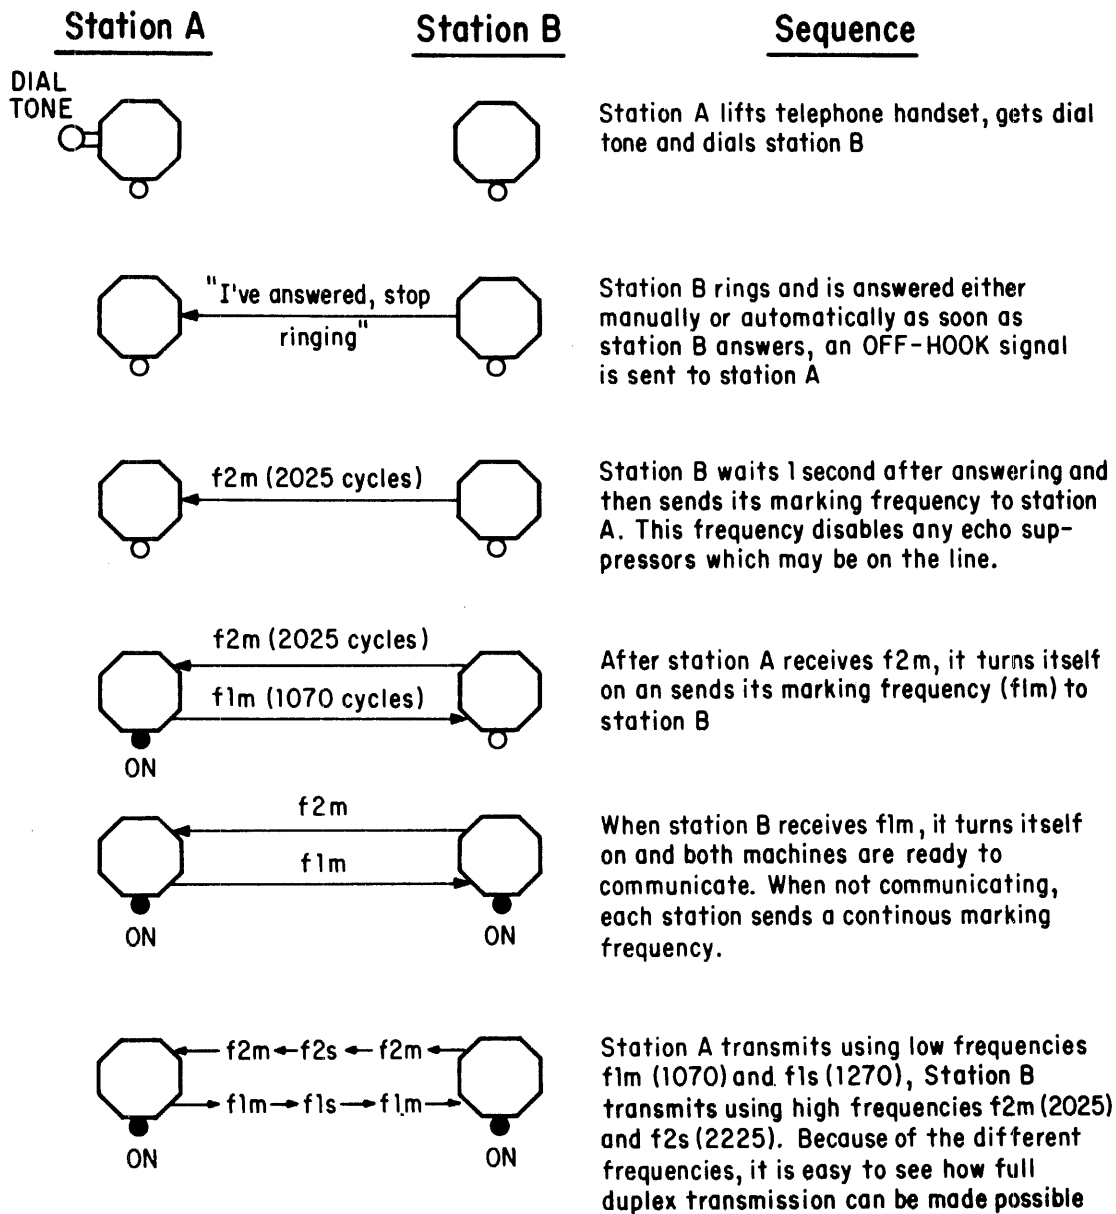 Station A
Station B
Sequence
DIAL
TONE
Station A lifts telephone handset, gets dial
tone and dials station B
"I've answered, stop
ringing"
Station B rings and is answered either
manually or automatically as soon as
station B answers, an OFF-HOOK signal
is sent to station A
f2m (2025 cycles)
Station B waits 1 second after answering and
then sends its marking frequency to station
A. This frequency disables any echo sup-
pressors which may be on the line.
f2m (2025 cycles)
f1m (1070 cycles)
ON
After station A receives f2m, it turns itself
on an sends its marking frequency (f1m) to
station B
f2m
f1m
ON
ON
When station B receives f1m, it turns itself
on and both machines are ready to
communicate. When not communicating,
each station sends a continous marking
frequency.
f2m f2s f2m
f1m f1s f1m
ON
ON
Station A transmits using low frequencies
f1m (1070) and f1s (1270), Station B
transmits using high frequencies f2m (2025)
and f2s (2225). Because of the different
frequencies, it is easy to see how full
duplex transmission can be made possible